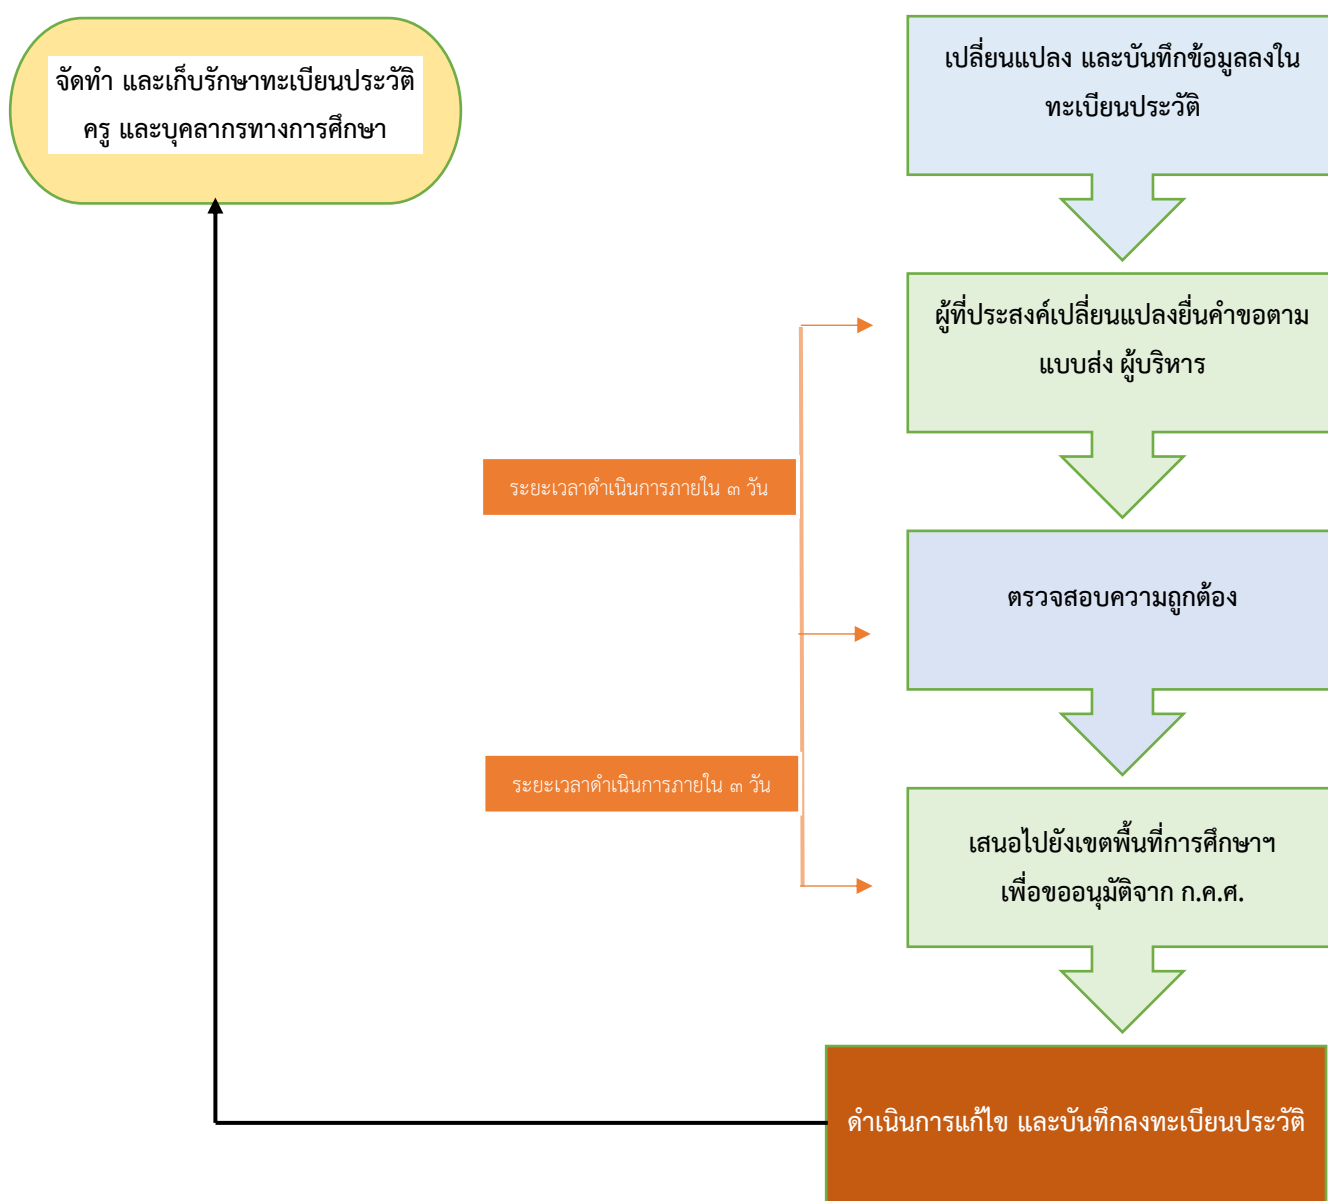 จัดทำ และเก็บรักษาทะเบียนประวัติ
ครู และบุคลากรทางการศึกษา
เปลี่ยนแปลง และบันทึกข้อมูลลงใน
ทะเบียนประวัติ
ผู้ที่ประสงค์เปลี่ยนแปลงยื่นคำขอตาม
แบบส่ง ผู้บริหาร
ระยะเวลาดำเนินการภายใน ๓ วัน
ตรวจสอบความถูกต้อง
ระยะเวลาดำเนินการภายใน ๓ วัน
เสนอไปยังเขตพื้นที่การศึกษาฯ
เพื่อขออนุมัติจาก ก.ค.ศ.
ดำเนินการแก้ไข และบันทึกลงทะเบียนประวัติ